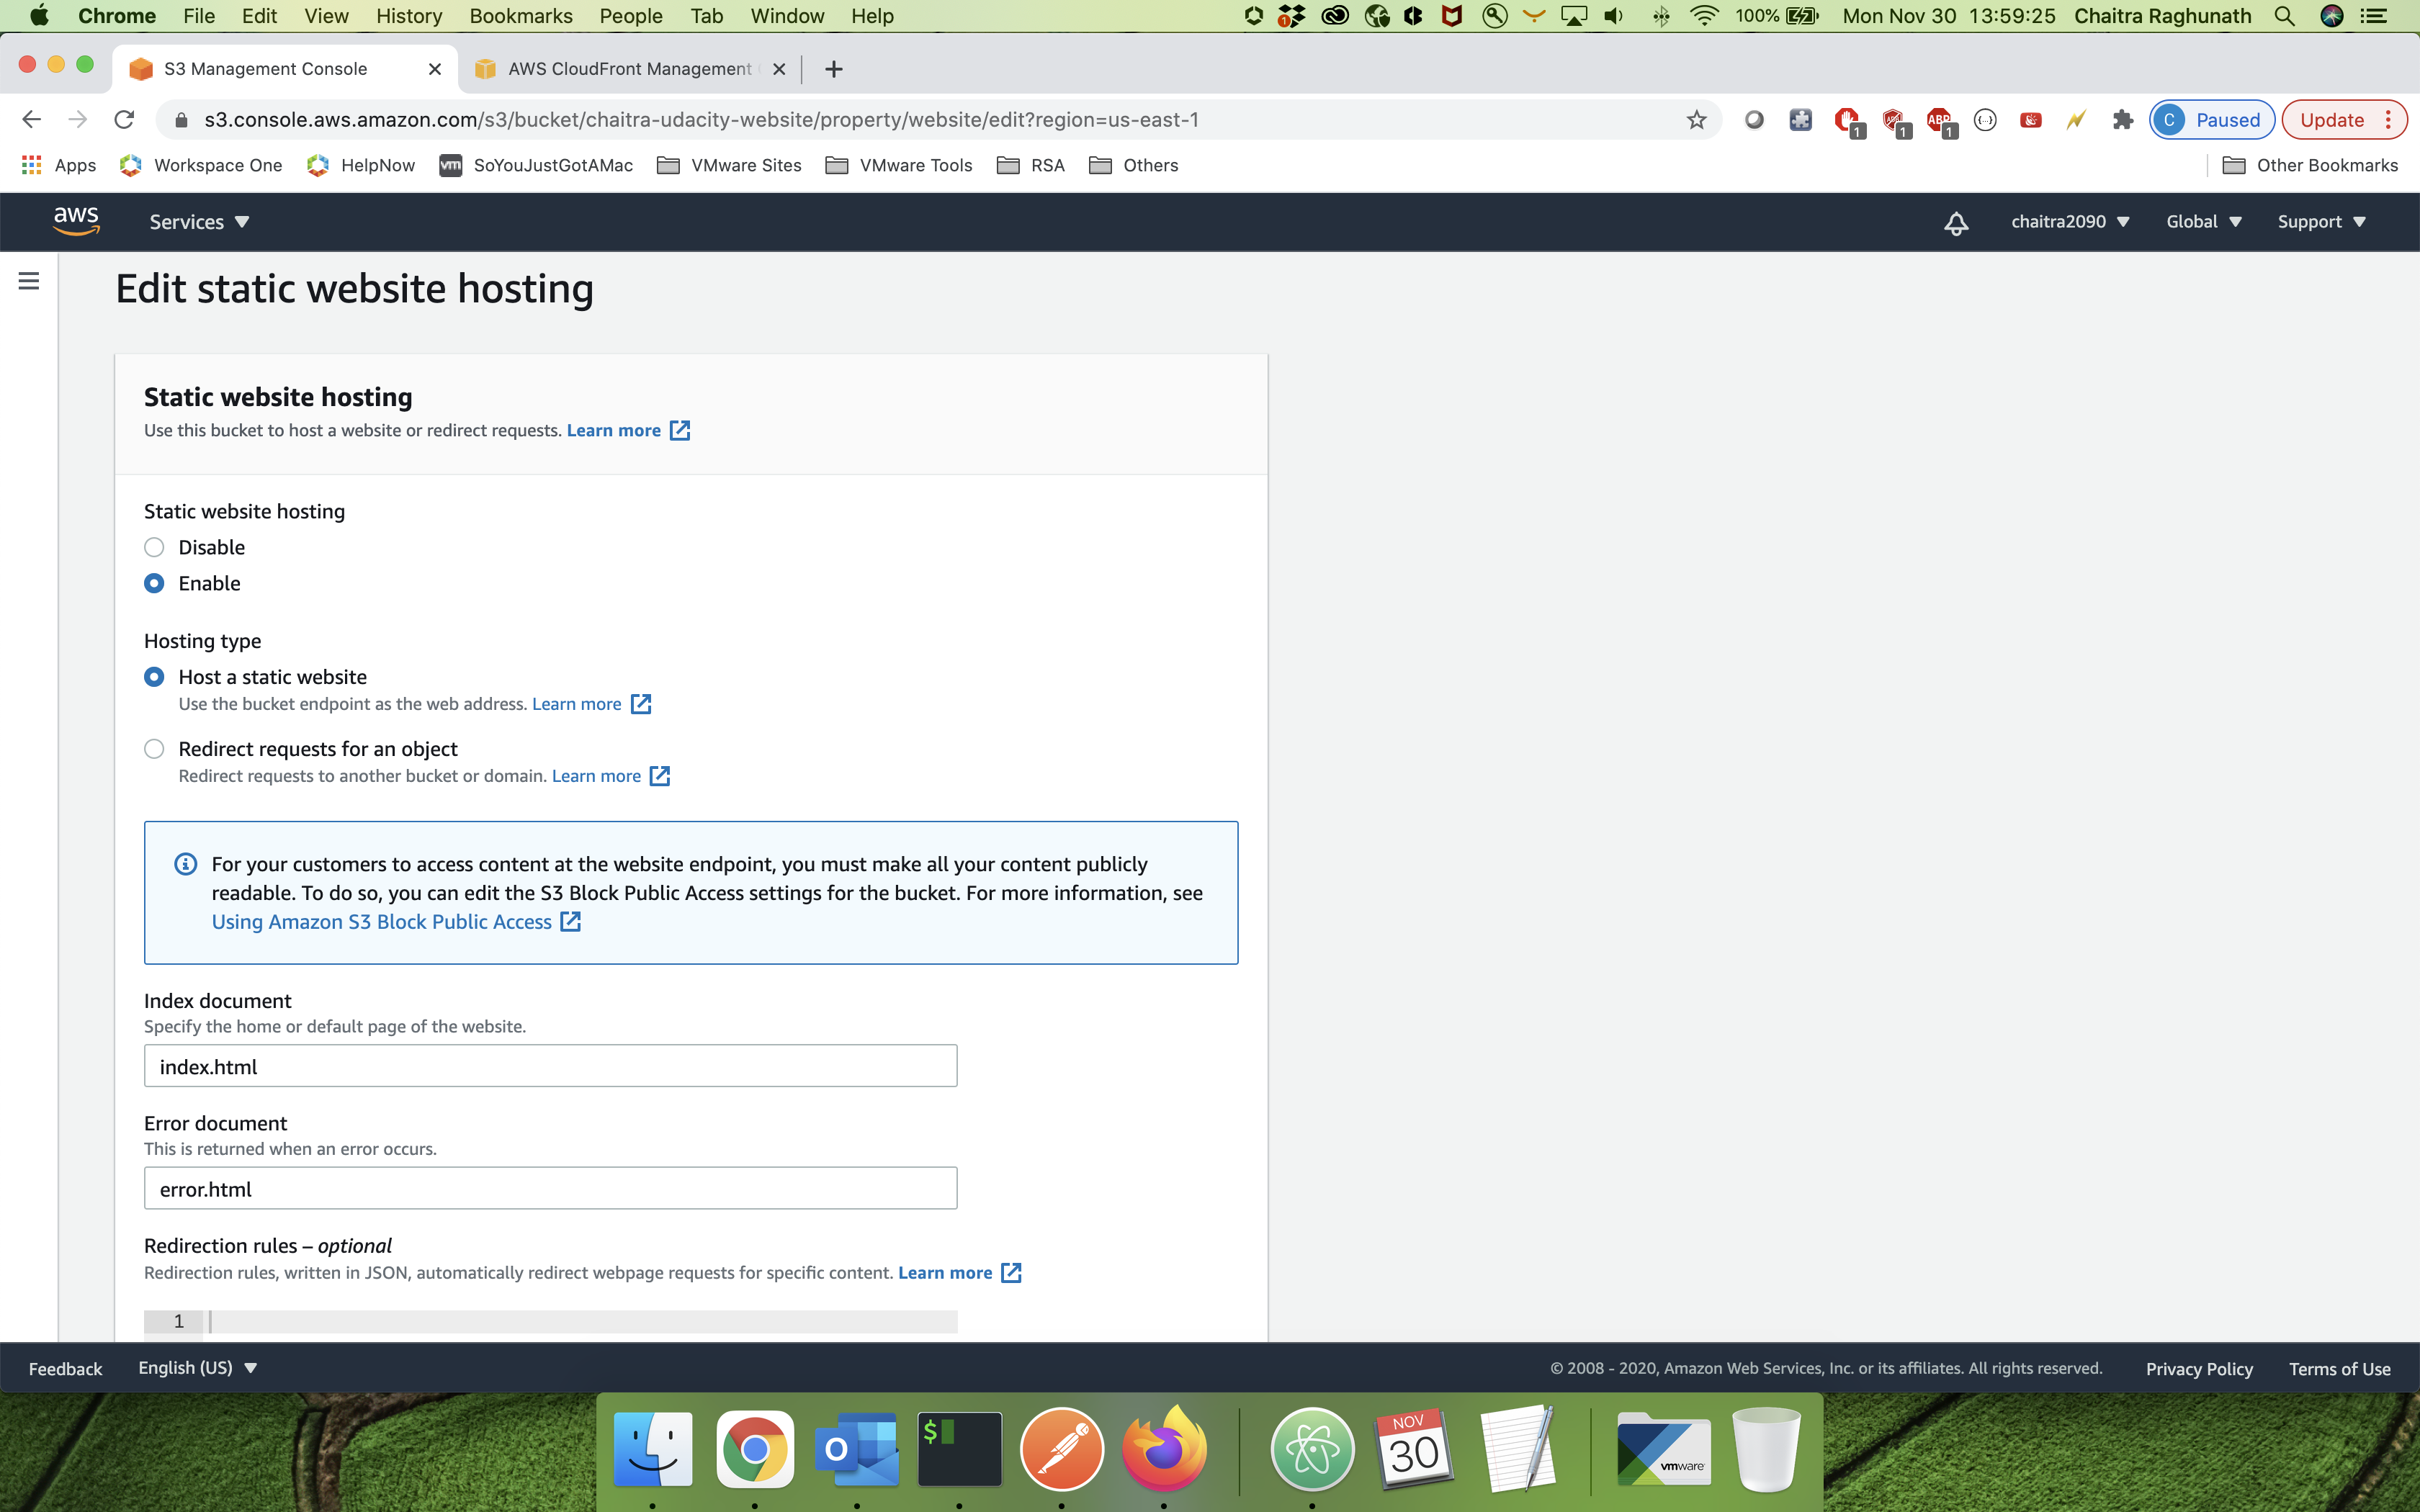 Chrome File Edit View History Bookmarks People Tab Window Help 1 100% Mon Nov 30 13:59:25 Chaitra Raghunath
S3 Management Console AWS CloudFront Management
s3.console.aws.amazon.com/s3/bucket/chaitra-udacity-website/property/website/edit?region=us-east-1 1 1 ABP 1 C Paused Update
Apps Workspace One HelpNow vm SoYouJustGotAMac VMware Sites VMware Tools RSA Others Other Bookmarks
aws Services chaitra2090 Global Support
Edit static website hosting
Static website hosting
Use this bucket to host a website or redirect requests. Learn more
Static website hosting
Disable
Enable
Hosting type
Host a static website
Use the bucket endpoint as the web address. Learn more
Redirect requests for an object
Redirect requests to another bucket or domain. Learn more
For your customers to access content at the website endpoint, you must make all your content publicly
readable. To do so, you can edit the S3 Block Public Access settings for the bucket. For more information, see
Using Amazon S3 Block Public Access
Index document
Specify the home or default page of the website.
index.html
Error document
This is returned when an error occurs.
error.html
Redirection rules – optional
Redirection rules, written in JSON, automatically redirect webpage requests for specific content. Learn more
1
Feedback English (US) © 2008 - 2020, Amazon Web Services, Inc. or its affiliates. All rights reserved. Privacy Policy Terms of Use
O $ NOV
30 vmware